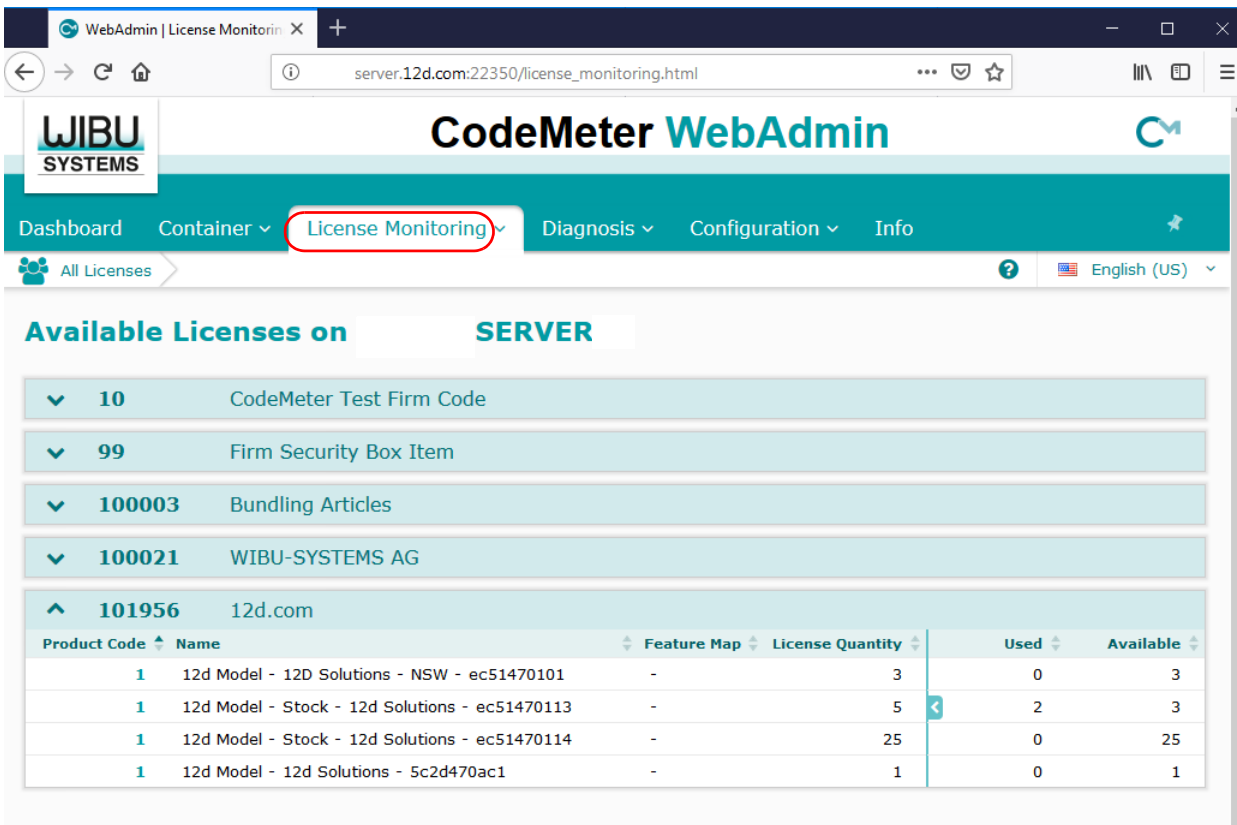 WebAdmin | License Monitorin
server.12d.com:22350/license_monitoring.html
WIBU
SYSTEMS
CodeMeter WebAdmin
Dashboard Container License Monitoring Diagnosis Configuration Info
All Licenses
English (US)
Available Licenses on SERVER
10 CodeMeter Test Firm Code
99 Firm Security Box Item
100003 Bundling Articles
100021 WIBU-SYSTEMS AG
101956 12d.com
Product Code Name Feature Map License Quantity Used Available
1 12d Model - 12D Solutions - NSW - ec51470101 - 3 0 3
1 12d Model - Stock - 12d Solutions - ec51470113 - 5 2 3
1 12d Model - Stock - 12d Solutions - ec51470114 - 25 0 25
1 12d Model - 12d Solutions - 5c2d470ac1 - 1 0 1